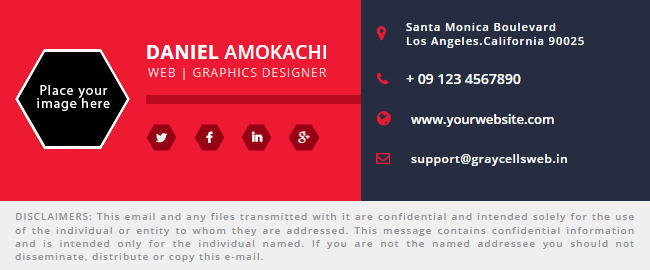 Place your
image here
DANIEL AMOKACHI
WEB | GRAPHICS DESIGNER
Santa Monica Boulevard
Los Angeles.California 90025
+ 09 123 4567890
www.yourwebsite.com
support@graycellsweb.in
DISCLAIMERS: This email and any files transmitted with it are confidential and intended solely for the use
of the individual or entity to whom they are addressed. This message contains confidential information
and is intended only for the individual named. If you are not the named addressee you should not
disseminate, distribute or copy this e-mail.